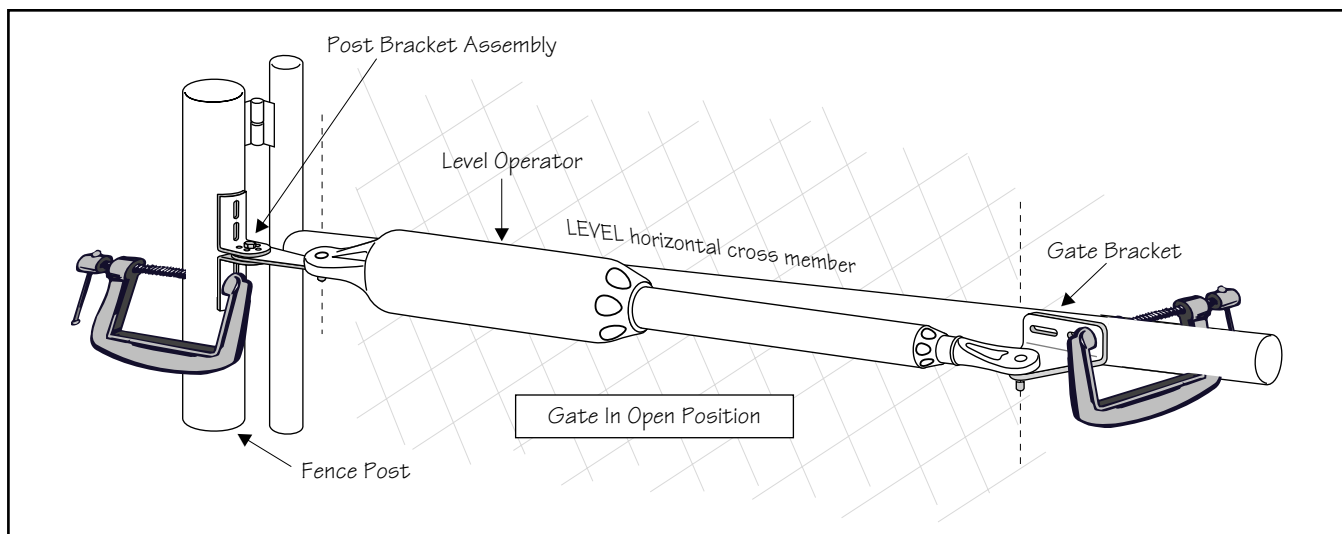 Post Bracket Assembly
Level Operator
LEVEL horizontal cross member
Gate Bracket
Gate In Open Position
Fence Post